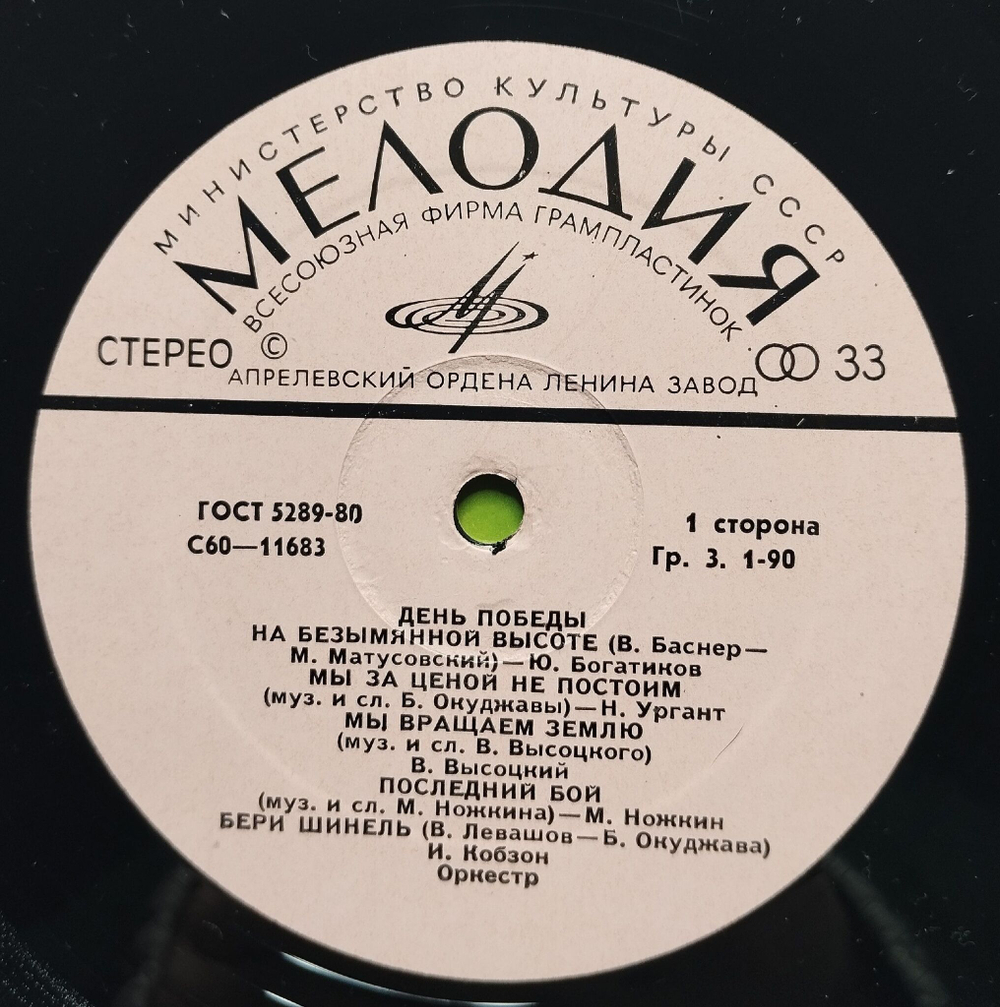 МИНИСТЕРСТВО КУЛЬТУРЫ СССР
МЕЛОДИЯ
ВСЕСОЮЗНАЯ ФИРМА ГРАМПЛАСТИНОК
СТЕРЕО © 33
АПРЕЛЕВСКИЙ ОРДЕНА ЛЕНИНА ЗАВОД
ГОСТ 5289-80
С60—11683
1 сторона
Гр. 3. 1-90
ДЕНЬ ПОБЕДЫ
НА БЕЗЫМЯННОЙ ВЫСОТЕ (В. Баснер—
М. Матусовский)—Ю. Богатиков
МЫ ЗА ЦЕНОЙ НЕ ПОСТОИМ
(муз. и сл. Б. Окуджавы)—Н. Ургант
МЫ ВРАЩАЕМ ЗЕМЛЮ
(муз. и сл. В. Высоцкого)
В. Высоцкий
ПОСЛЕДНИЙ БОЙ
(муз. и сл. М. Ножкина)—М. Ножкин
БЕРИ ШИНЕЛЬ (В. Левашов—Б. Окуджава)
И. Кобзон
Оркестр